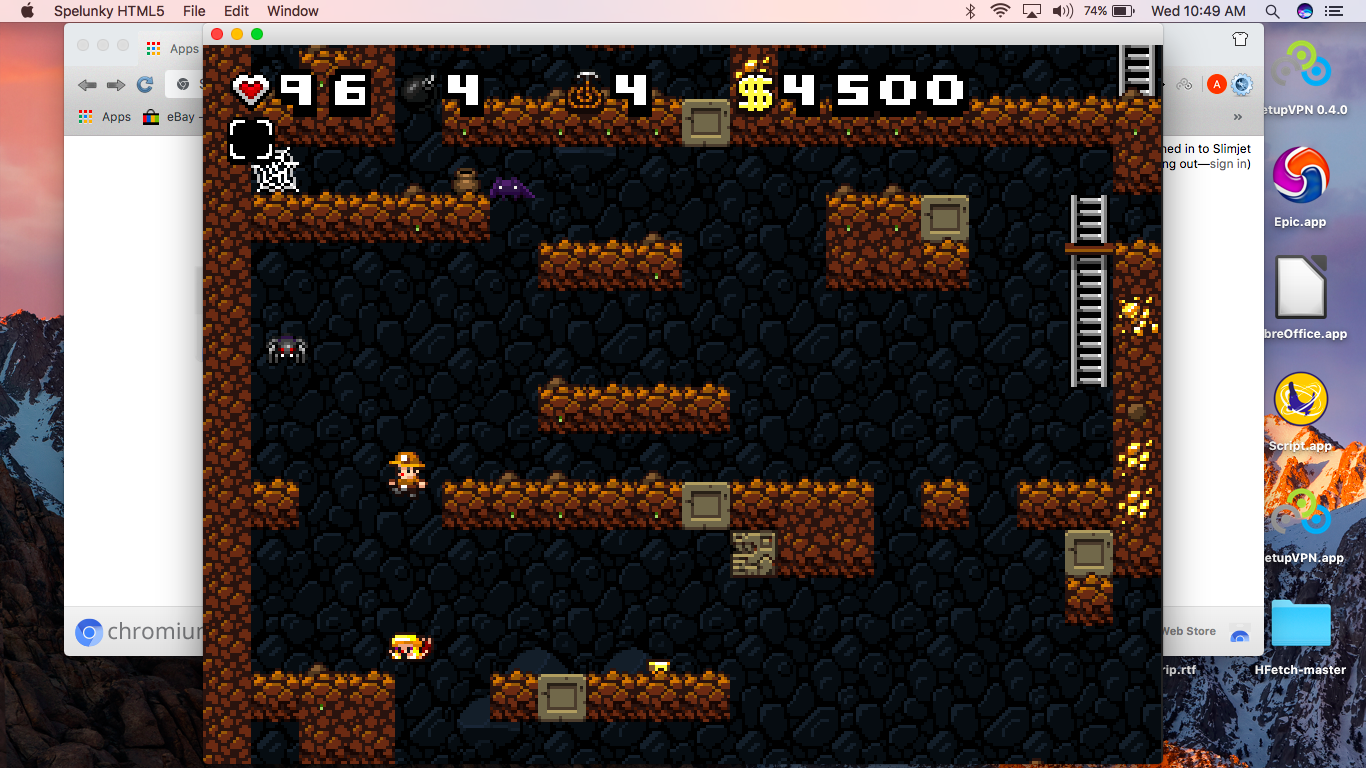 Spelunky HTML5 File Edit Window 74% Wed 10:49 AM
Apps
96 4 4 $4500
A
Apps eBay -
etupVPN 0.4.0
ned in to Slimjet
ng out—sign in)
Epic.app
breOffice.app
Script.app
etupVPN.app
chromiun
Web Store
rip.rtf HFetch-master